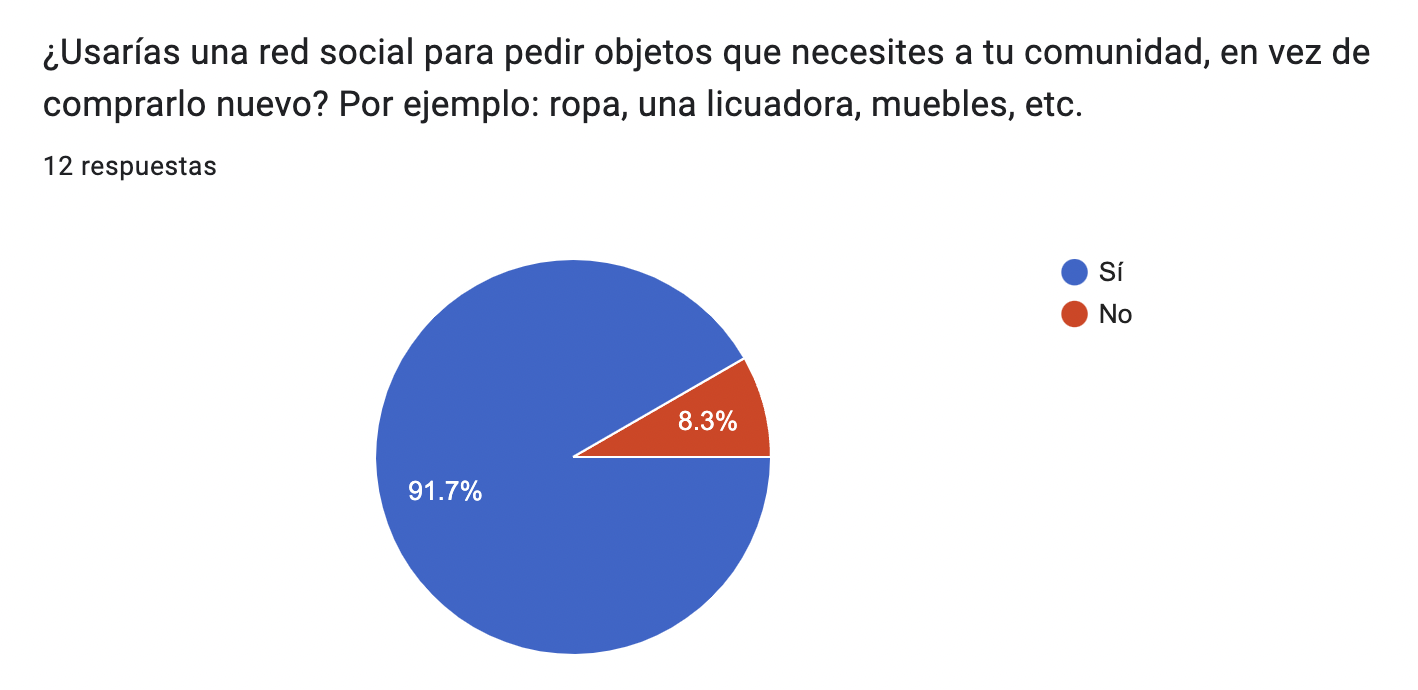 ¿Usarías una red social para pedir objetos que necesites a tu comunidad, en vez de
comprarlo nuevo? Por ejemplo: ropa, una licuadora, muebles, etc.
12 respuestas
Sí
No
8.3%
91.7%